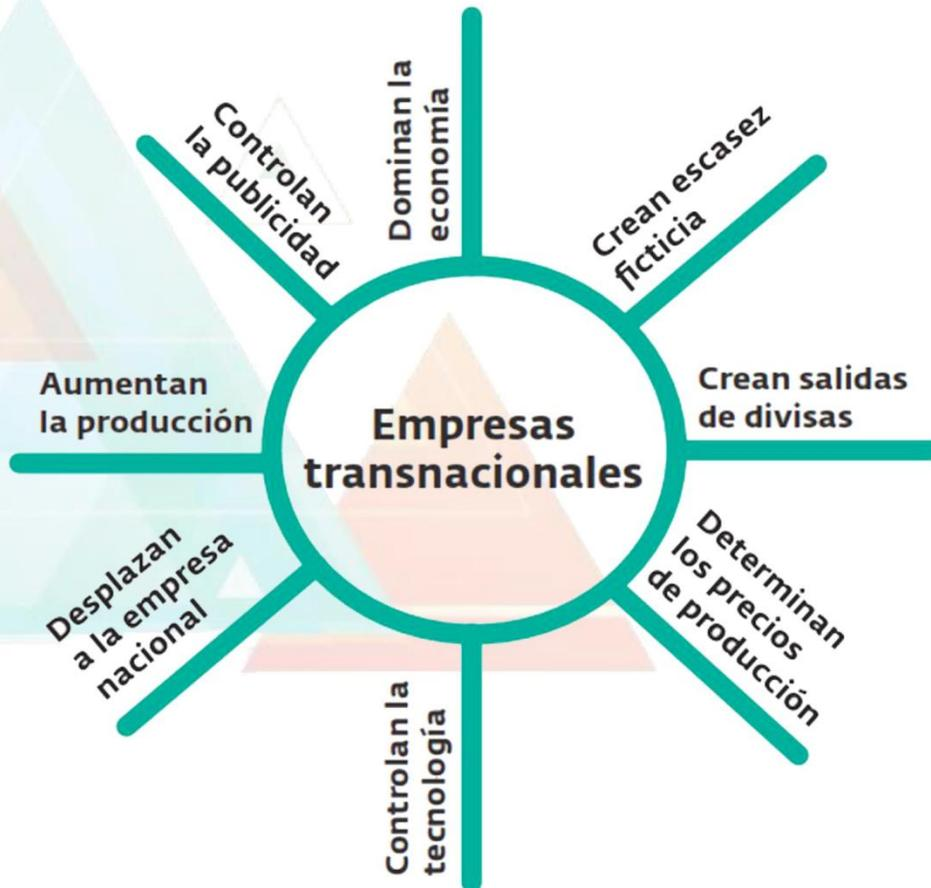 Empresas
transnacionales
Dominan la
economía
Crean escasez
ficticia
Crean salidas
de divisas
Determinan
los precios
de producción
Controlan la
tecnología
Desplazan
a la empresa
nacional
Aumentan
la producción
Controlan
la publicidad